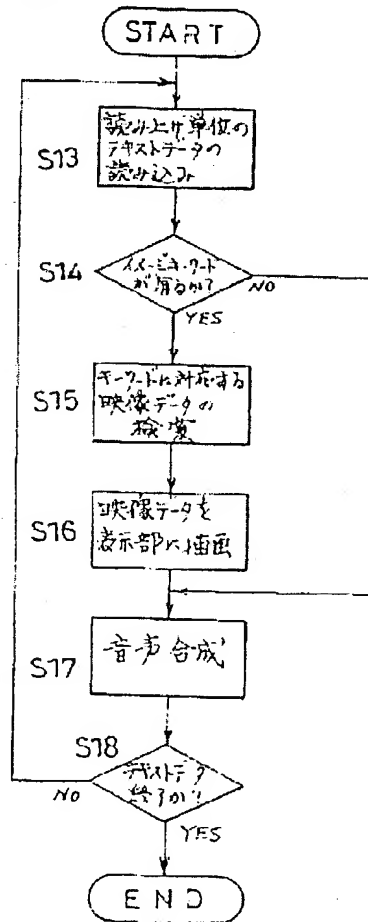 START
S13
読み上げ単位の
テキストデータの
読み込み
S14
イメージキーワード
が有るか?
NO
YES
S15
キーワードに対応する
映像データの
検索
S16
映像データを
表示部に描画
S17
音声合成
S18
テキストデータ
終了か?
NO
YES
END